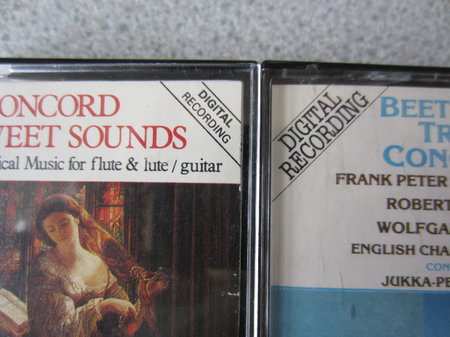 ONCORD
WEET SOUNDS
ical Music for flute & lute / guitar
DIGITAL
RECORDING
DIGITAL
RECORDING
BEET
TR
CON
FRANK PETER
ROBERT
WOLFGA
ENGLISH CHA
CON
JUKKA-PE